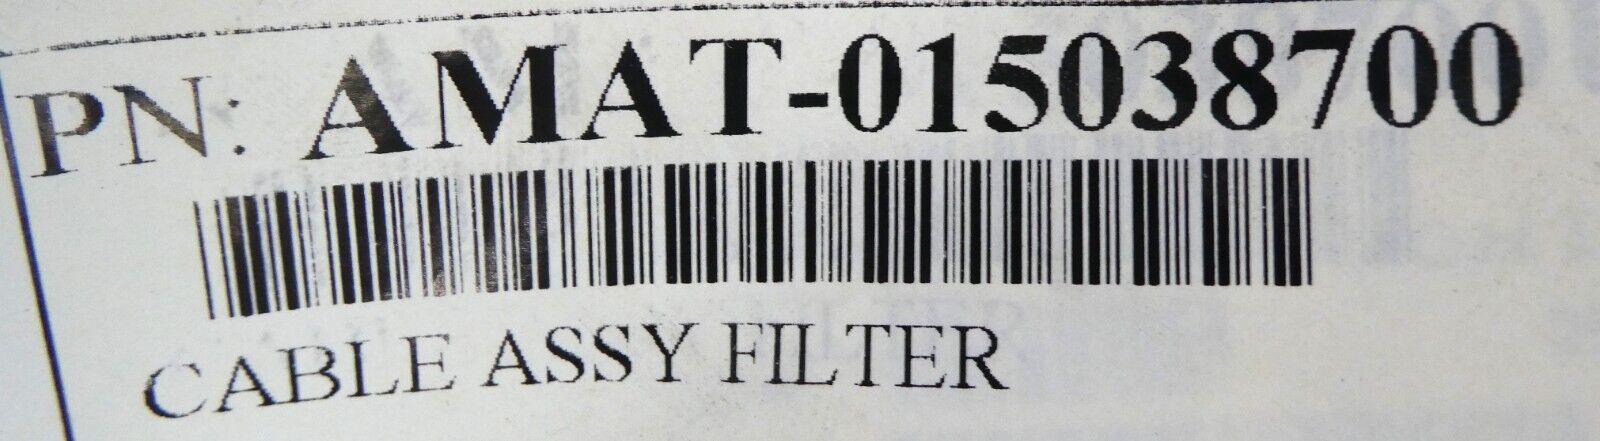 PN: AMAT-015038700
CABLE ASSY FILTER